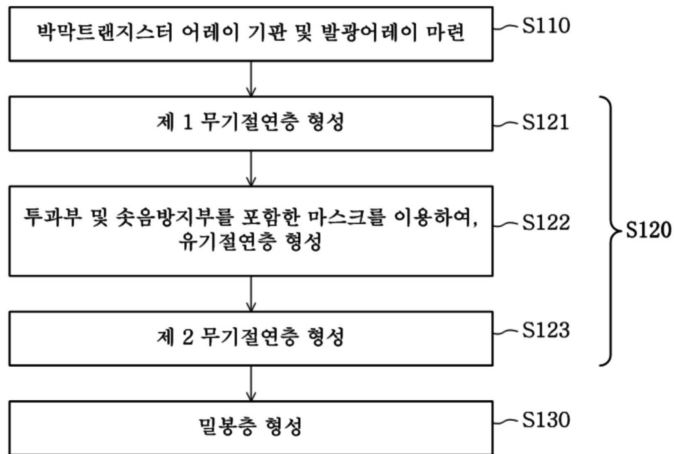 박막트랜지스터 어레이 기판 및 발광어레이 마련
S110
제 1 무기절연층 형성
S121
투과부 및 솟음방지부를 포함한 마스크를 이용하여,
유기절연층 형성
S122
S120
제 2 무기절연층 형성
S123
밀봉층 형성
S130